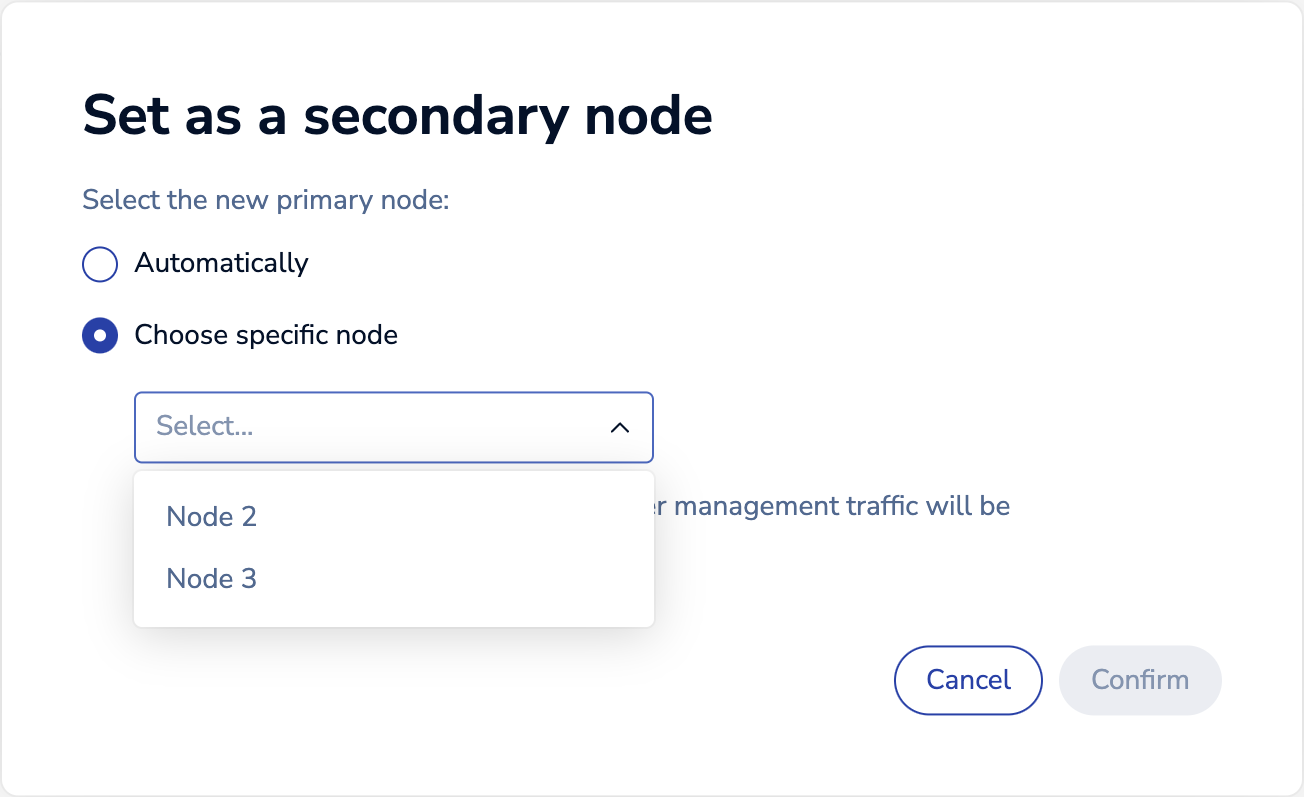 Set as a secondary node
Select the new primary node:
Automatically
Choose specific node
Select...
management traffic will be
Node 2
Node 3
Cancel
Confirm